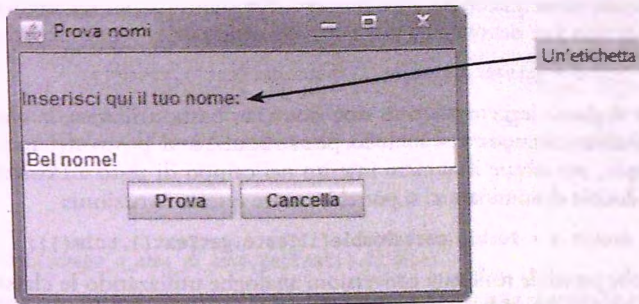 Prova nomi
Un'etichetta
Inserisci qui il tuo nome:
Bel nome!
Prova Cancella